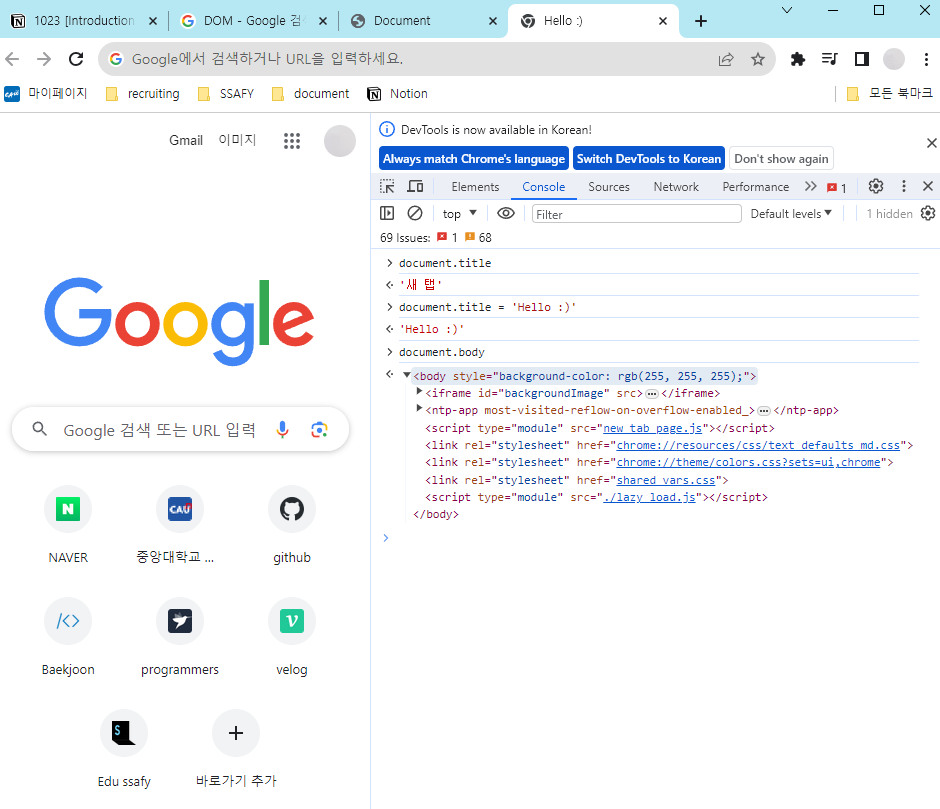 1023 [Introduction
DOM - Google 검
Document
Hello :)
Google에서 검색하거나 URL을 입력하세요.
마이페이지
recruiting
SSAFY
document
Notion
모든 북마크
Gmail
이미지
Google
Google 검색 또는 URL 입력
N
NAVER
CAU
중앙대학교 ...
github
Baekjoon
programmers
velog
Edu ssafy
바로가기 추가
DevTools is now available in Korean!
Always match Chrome's language
Switch DevTools to Korean
Don't show again
Elements
Console
Sources
Network
Performance
1
top
Filter
Default levels
1 hidden
69 Issues: 1 68
document.title
'새 탭'
document.title = 'Hello :)'
'Hello :)'
document.body
<body style="background-color: rgb(255, 255, 255);">
<iframe id="backgroundImage" src>…</iframe>
<ntp-app most-visited-reflow-on-overflow-enabled_>…</ntp-app>
<script type="module" src="new_tab_page.js"></script>
<link rel="stylesheet" href="chrome://resources/css/text_defaults_md.css">
<link rel="stylesheet" href="chrome://theme/colors.css?sets=ui,chrome">
<link rel="stylesheet" href="shared_vars.css">
<script type="module" src="./lazy_load.js"></script>
</body>